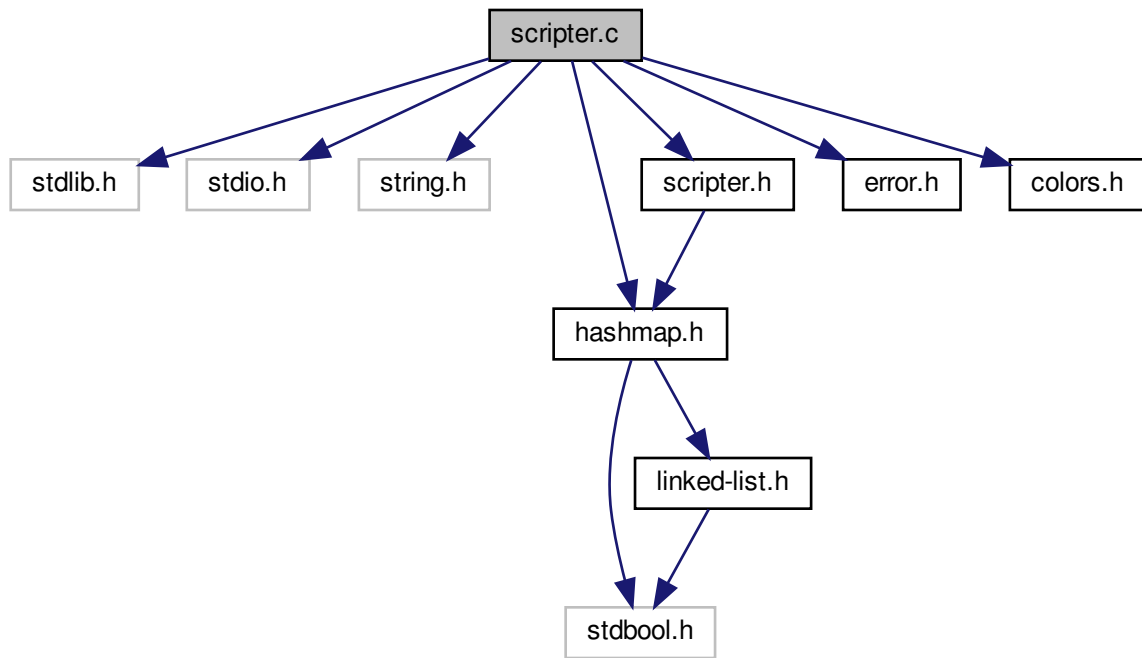 scripter.c
stdlib.h
stdio.h
string.h
scripter.h
error.h
colors.h
hashmap.h
linked-list.h
stdbool.h